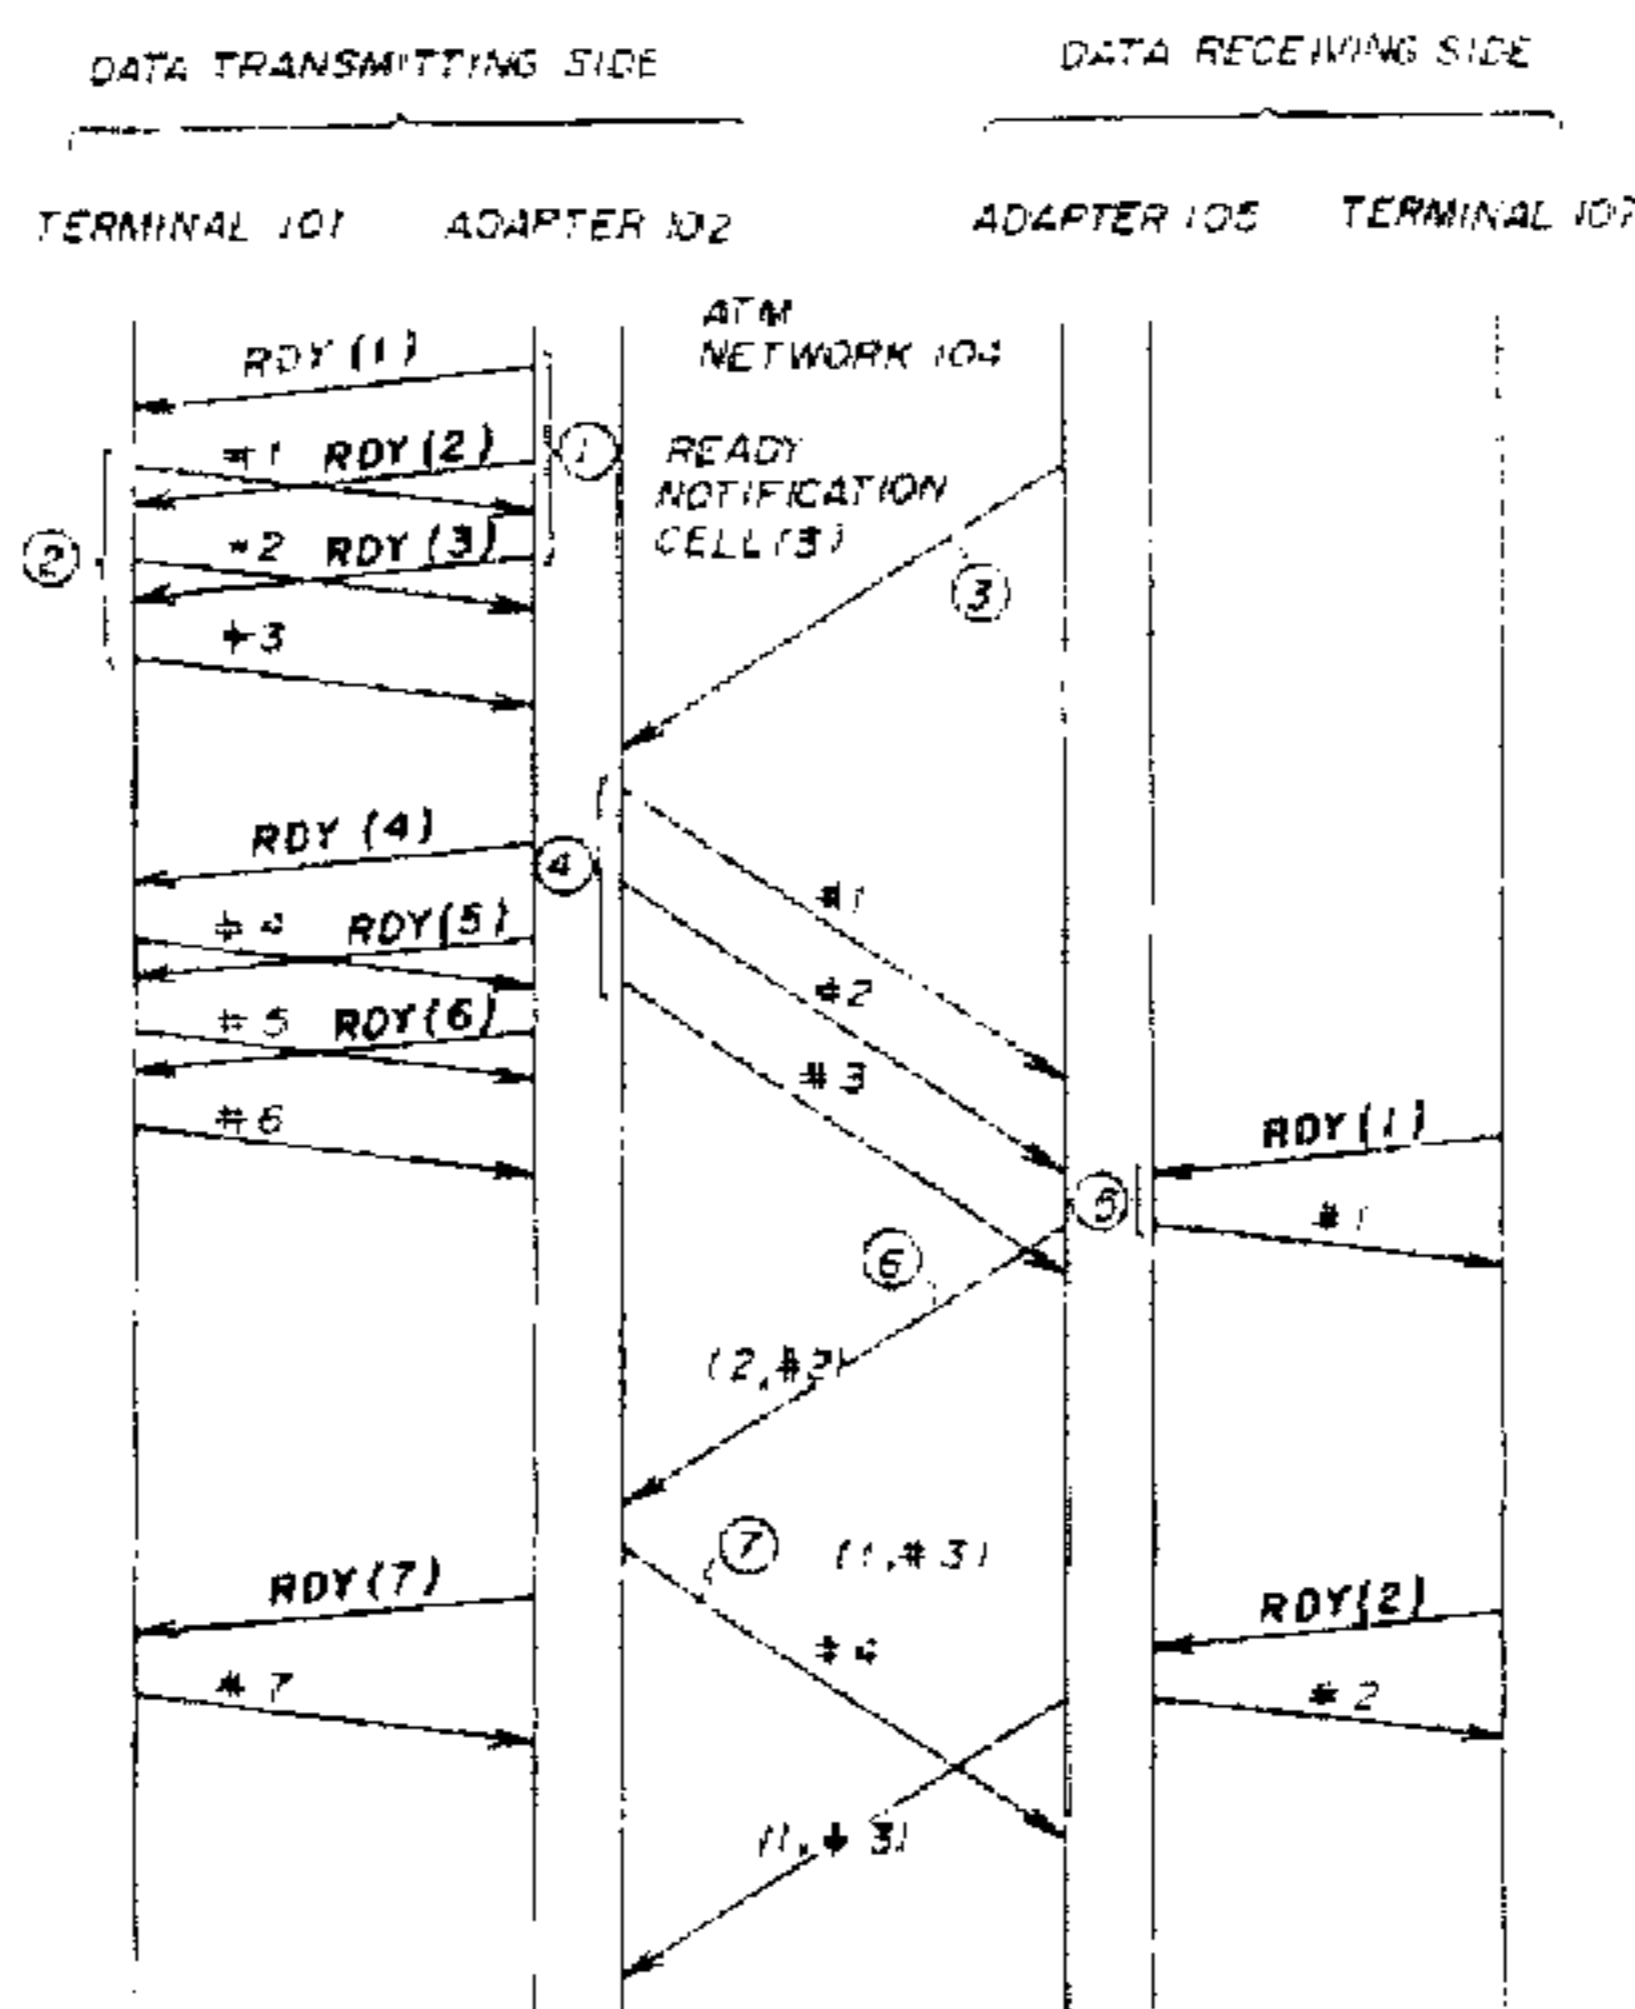 DATA TRANSMITTING SIDE
DATA RECEIVING SIDE
TERMINAL 101
ADAPTER 102
ADAPTER 105
TERMINAL 107
ATM
NETWORK 104
RDY (1)
#1 RDY(2)
1
READY
NOTIFICATION
CELL(3)
2
#2 RDY (3)
3
#3
RDY (4)
4
#1
#4 RDY(5)
#2
#5 RDY(6)
#3
#6
RDY(1)
5
#1
6
(2,#2)
7
(1,#3)
RDY(7)
RDY(2)
#4
#7
#2
(1,#3)